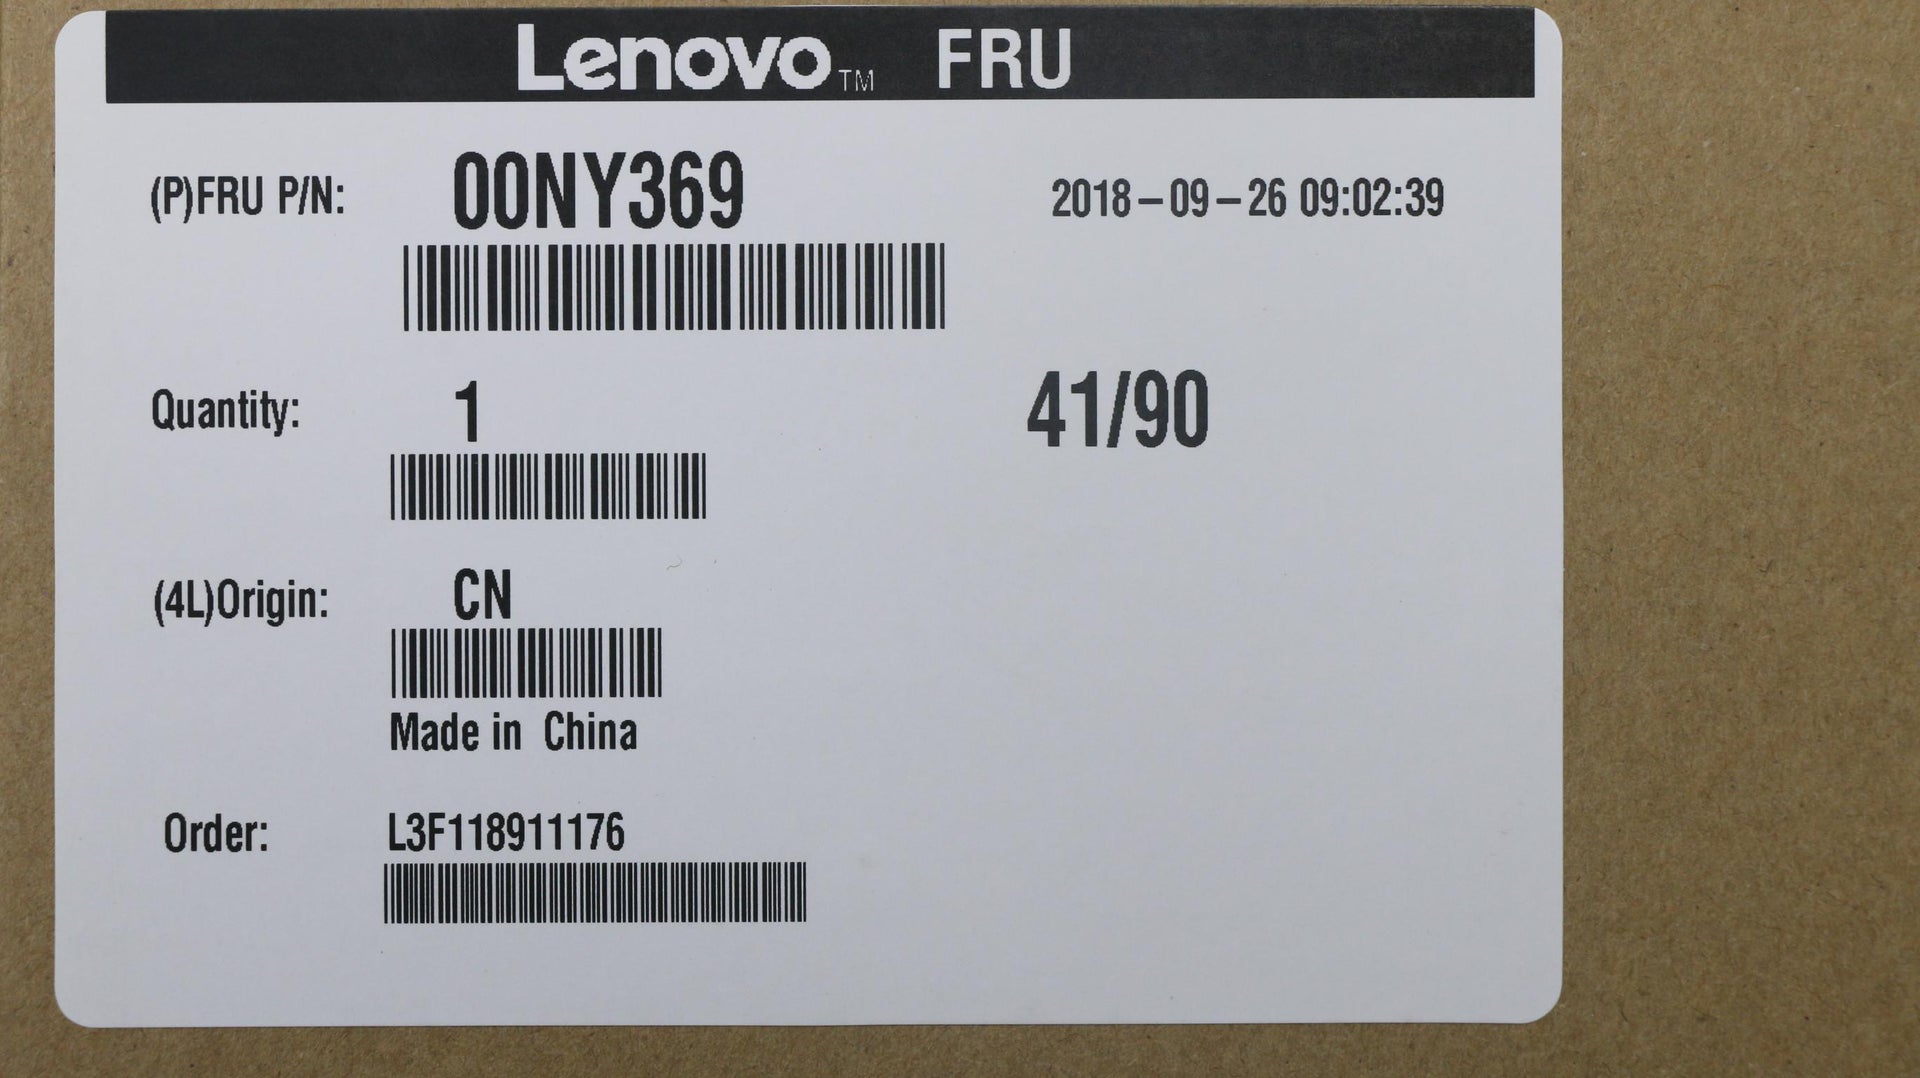 Lenovo™ FRU
(P)FRU P/N: 00NY369 2018-09-26 09:02:39
Quantity: 1 41/90
(4L)Origin: CN
Made in China
Order: L3F118911176